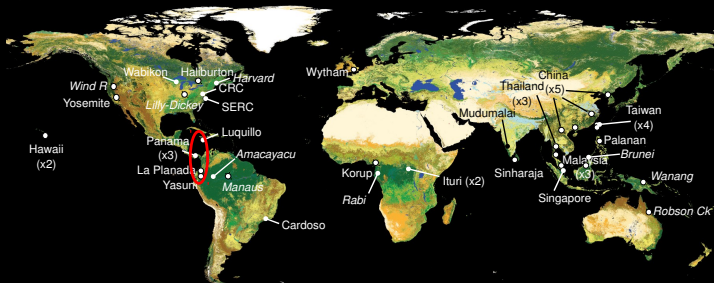 Wabikon
Haliburton
Harvard
Wind R
CRC
Yosemite
Lilly-Dickey
SERC
Wytham
China
(x5)
Thailand
(x3)
Mudumalai
Taiwan
(x4)
Hawaii
(x2)
Luquillo
Panama
(x3)
Amacayacu
Palanan
Brunei
La Planada
Yasuni
Manaus
Korup
Ituri (x2)
Sinharaja
Malaysia
(x3)
Wanang
Rabi
Singapore
Cardoso
Robson Ck